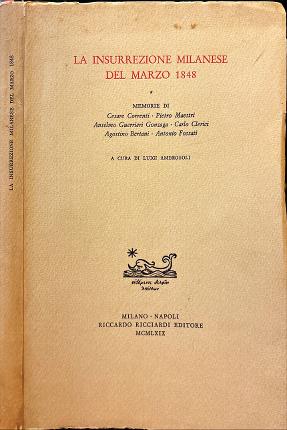 LA INSURREZIONE MILANESE DEL MARZO 1848
LA INSURREZIONE MILANESE
DEL MARZO 1848
MEMORIE DI
Cesare Correnti · Pietro Maestri
Anselmo Guerrieri Gonzaga · Carlo Clerici
Agostino Bertani · Antonio Fossati
A CURA DI LUIGI AMBROSOLI
MILANO · NAPOLI
RICCARDO RICCIARDI EDITORE
MCMLXIX